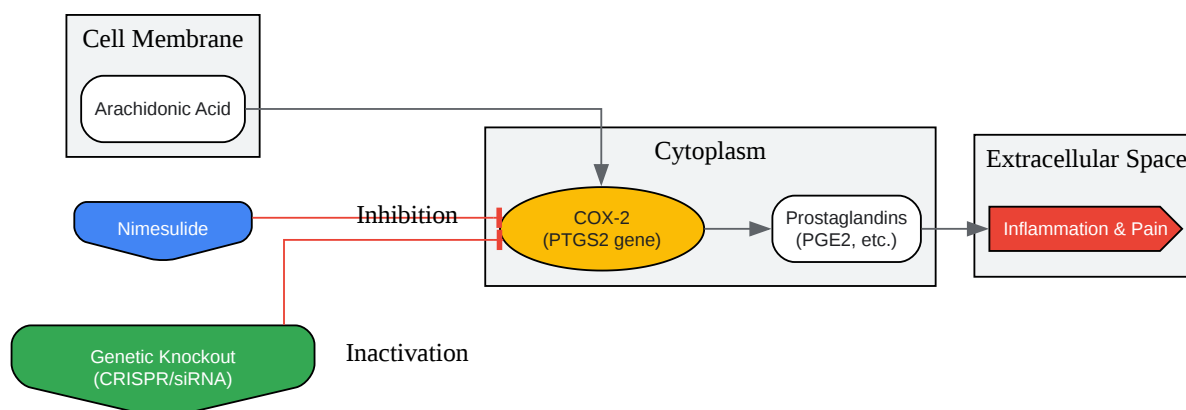 Cell Membrane
Arachidonic Acid
Cytoplasm
Extracellular Space
Nimesulide
Inhibition
COX-2
(PTGS2 gene)
Prostaglandins
(PGE2, etc.)
Inflammation & Pain
Genetic Knockout
(CRISPR/siRNA)
Inactivation